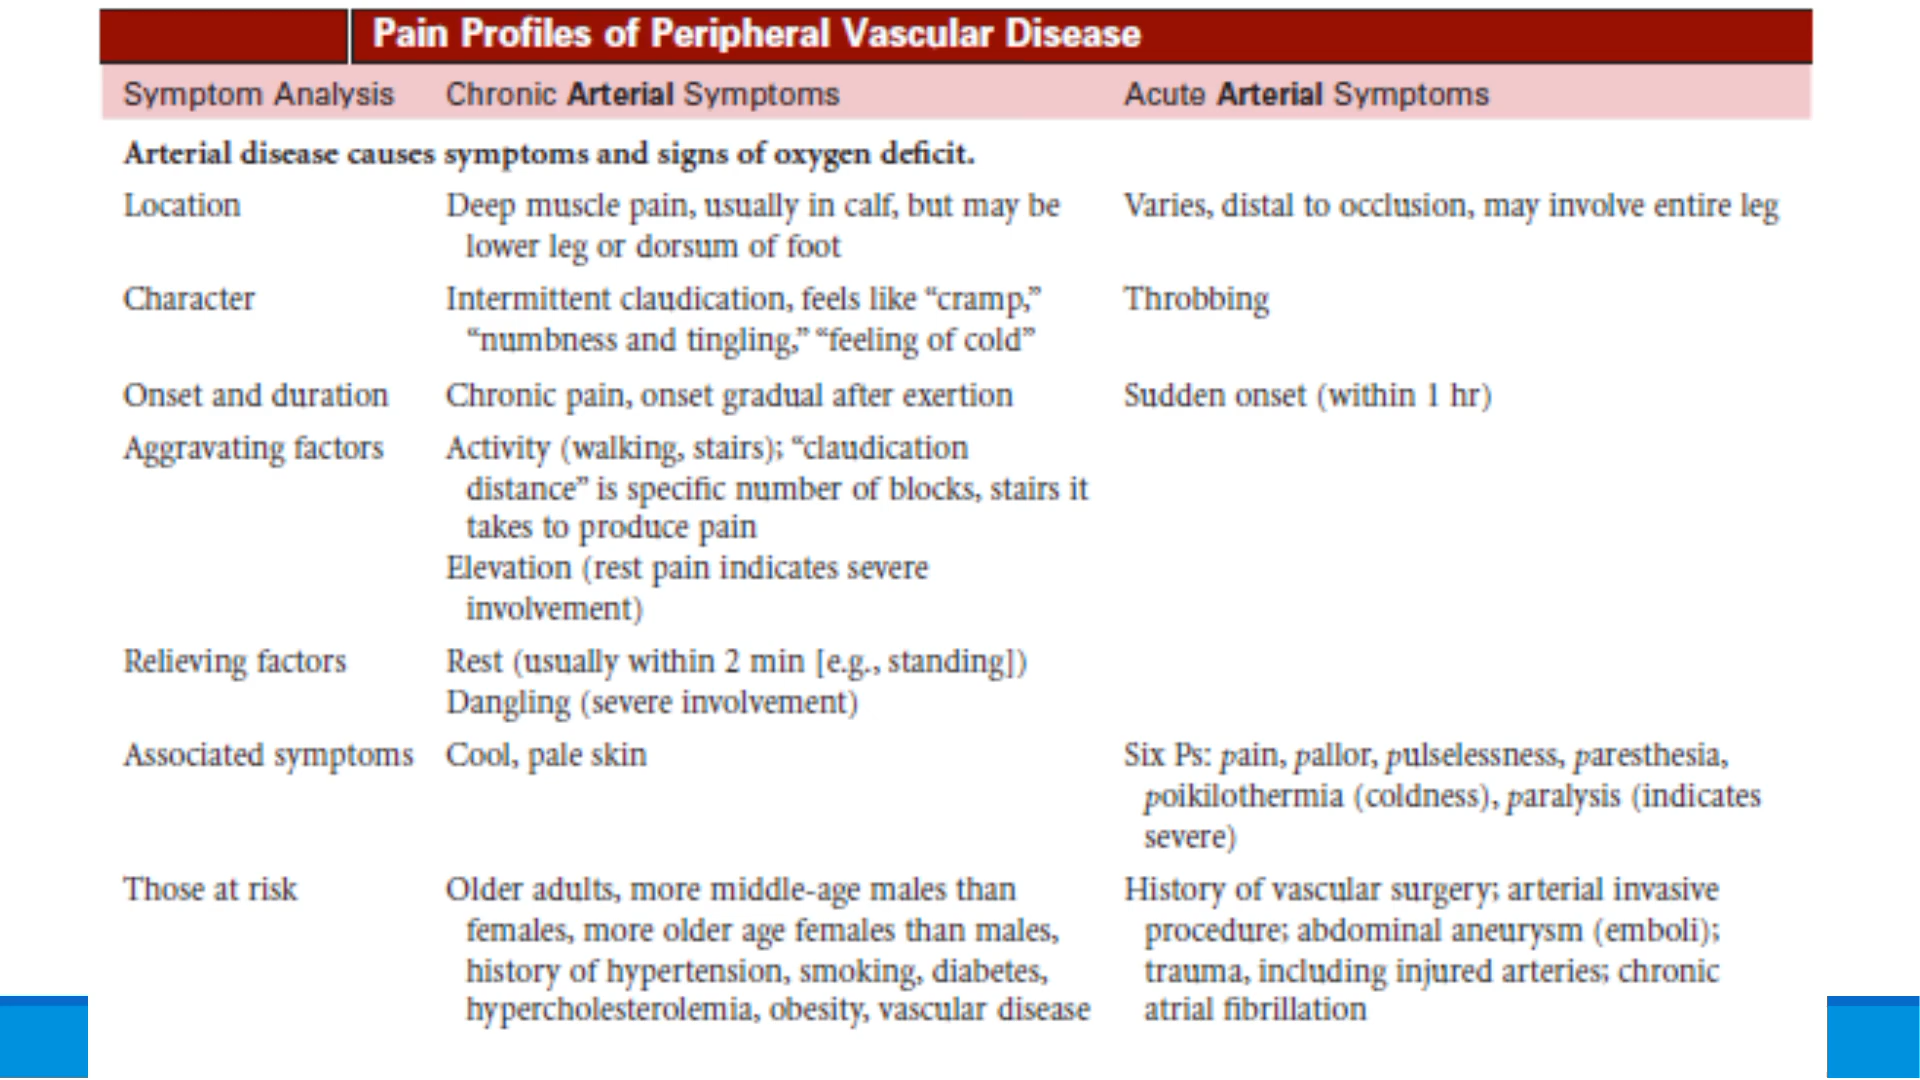 Pain Profiles of Peripheral Vascular Disease
Symptom Analysis Chronic Arterial Symptoms Acute Arterial Symptoms
Arterial disease causes symptoms and signs of oxygen deficit.
Location Deep muscle pain, usually in calf, but may be Varies, distal to occlusion, may involve entire leg
lower leg or dorsum of foot
Character Intermittent claudication, feels like “cramp,” Throbbing
“numbness and tingling,” “feeling of cold”
Onset and duration Chronic pain, onset gradual after exertion Sudden onset (within 1 hr)
Aggravating factors Activity (walking, stairs); “claudication
distance” is specific number of blocks, stairs it
takes to produce pain
Elevation (rest pain indicates severe
involvement)
Relieving factors Rest (usually within 2 min [e.g., standing])
Dangling (severe involvement)
Associated symptoms Cool, pale skin Six Ps: pain, pallor, pulselessness, paresthesia,
poikilothermia (coldness), paralysis (indicates
severe)
Those at risk Older adults, more middle-age males than History of vascular surgery; arterial invasive
females, more older age females than males, procedure; abdominal aneurysm (emboli);
history of hypertension, smoking, diabetes, trauma, including injured arteries; chronic
hypercholesterolemia, obesity, vascular disease atrial fibrillation